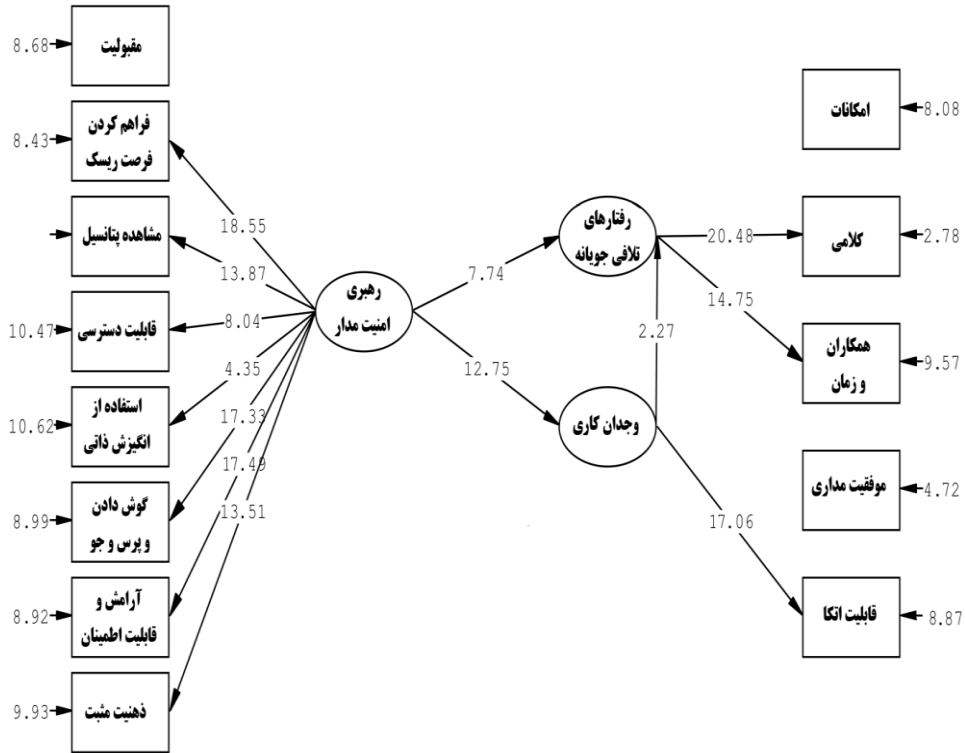 8.68
مقبولیت
8.43
فراهم کردن
فرصت ریسک
مشاهده پتانسیل
10.47
قابلیت دسترسی
10.62
استفاده از
انگیزش ذاتی
8.99
گوش دادن
و پرس و جو
8.92
آرامش و
قابلیت اطمینان
9.93
ذهنیت مثبت
18.55
13.87
8.04
4.35
17.33
17.49
13.51
رهبری
امنیت مدار
7.74
12.75
رفتارهای
تلافی جویانه
2.27
وجدان کاری
20.48
14.75
17.06
امکانات
8.08
کلامی
2.78
همکاران
و زمان
9.57
موفقیت مداری
4.72
قابلیت اتکا
8.87